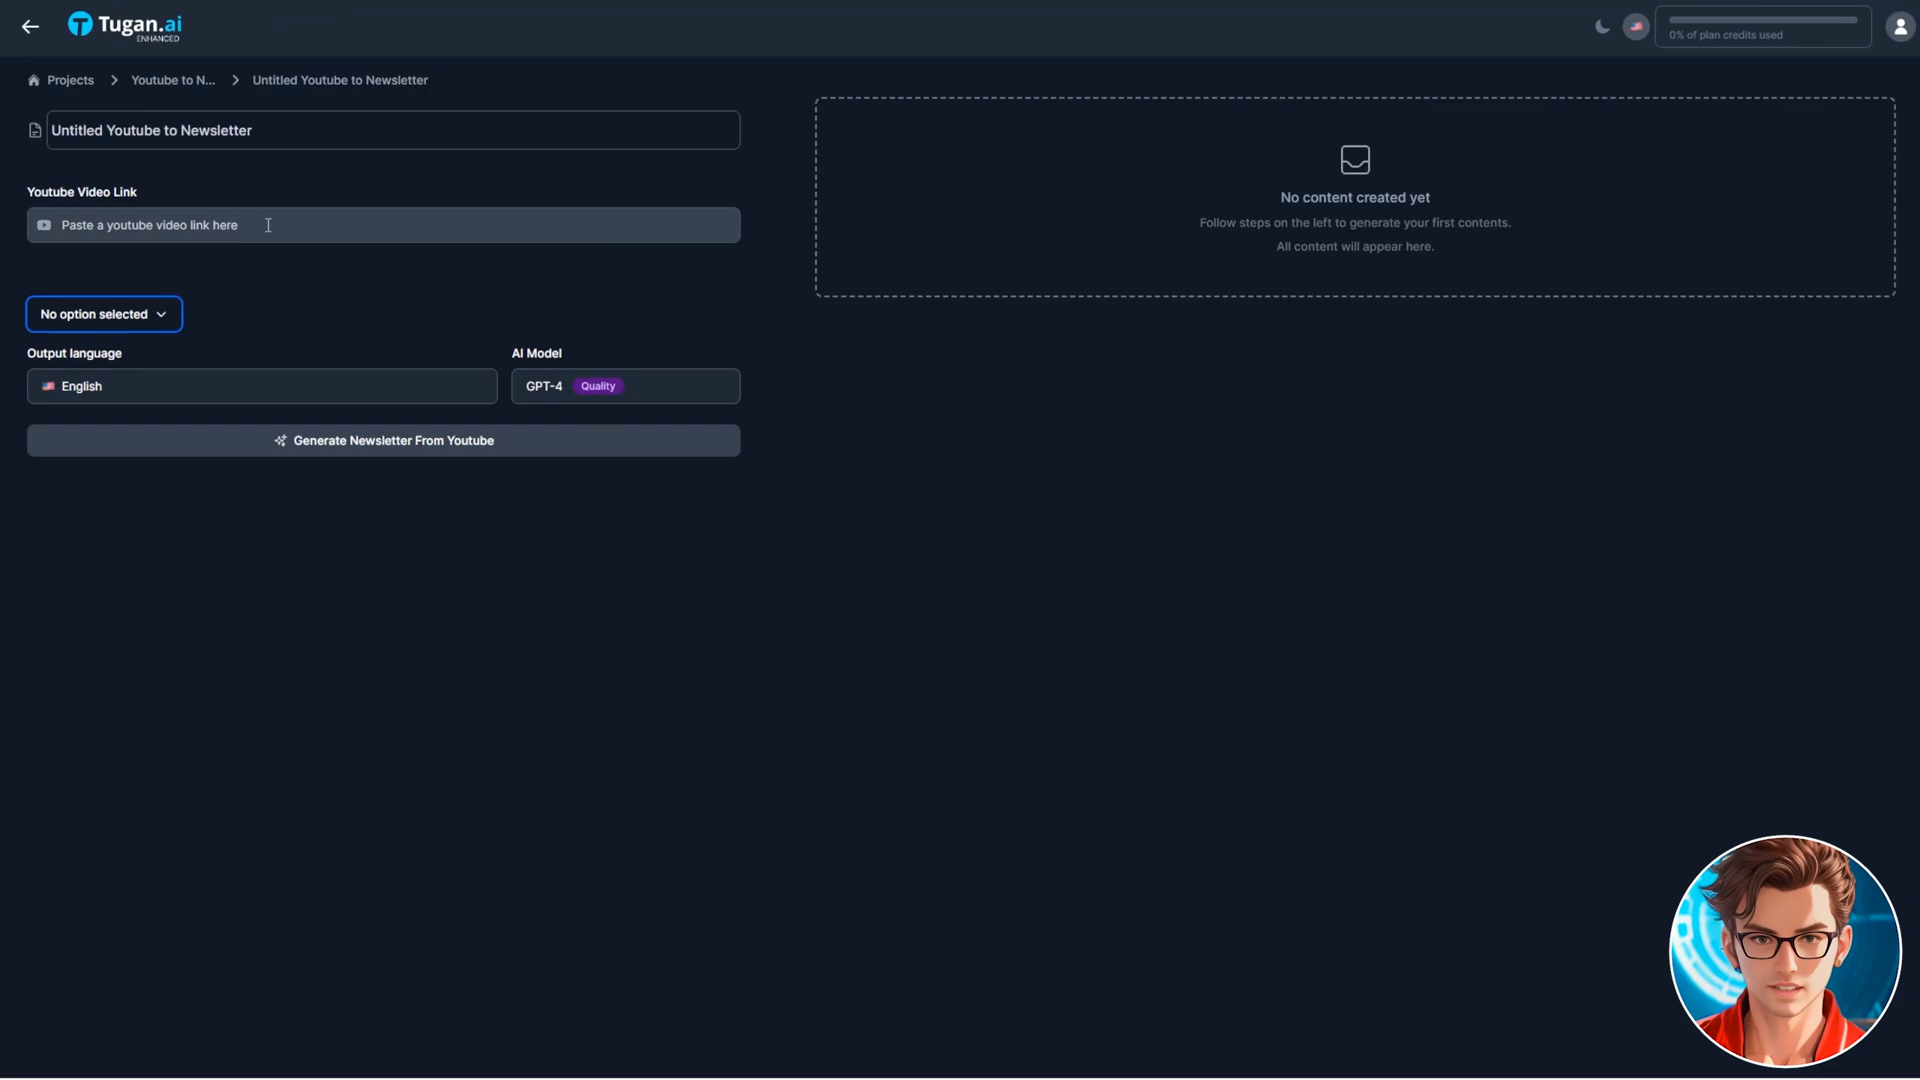 Tugan.ai
ENHANCED
0% of plan credits used
Projects
Youtube to N...
Untitled Youtube to Newsletter
Untitled Youtube to Newsletter
Youtube Video Link
Paste a youtube video link here
No option selected
Output language
AI Model
English
GPT-4
Quality
Generate Newsletter From Youtube
No content created yet
Follow steps on the left to generate your first contents.
All content will appear here.